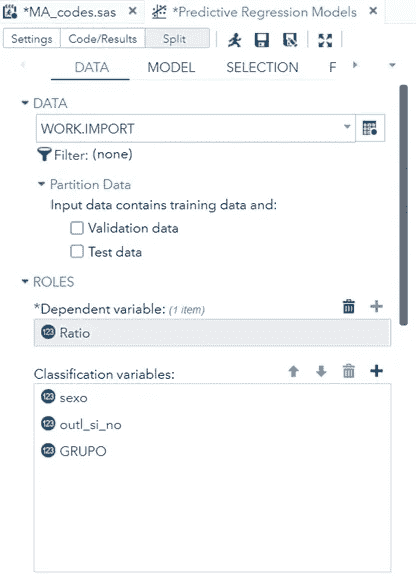 *MA_codes.sas × *Predictive Regression Models ×
Settings Code/Results Split
DATA MODEL SELECTION F
DATA
WORK.IMPORT
Filter: (none)
Partition Data
Input data contains training data and:
Validation data
Test data
ROLES
*Dependent variable: (1 item)
123 Ratio
Classification variables:
123 sexo
123 outl_si_no
123 GRUPO